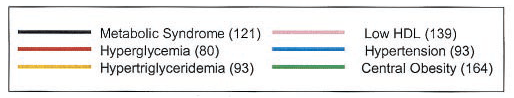 Metabolic Syndrome (121)
Hyperglycemia (80)
Hypertriglyceridemia (93)
Low HDL (139)
Hypertension (93)
Central Obesity (164)